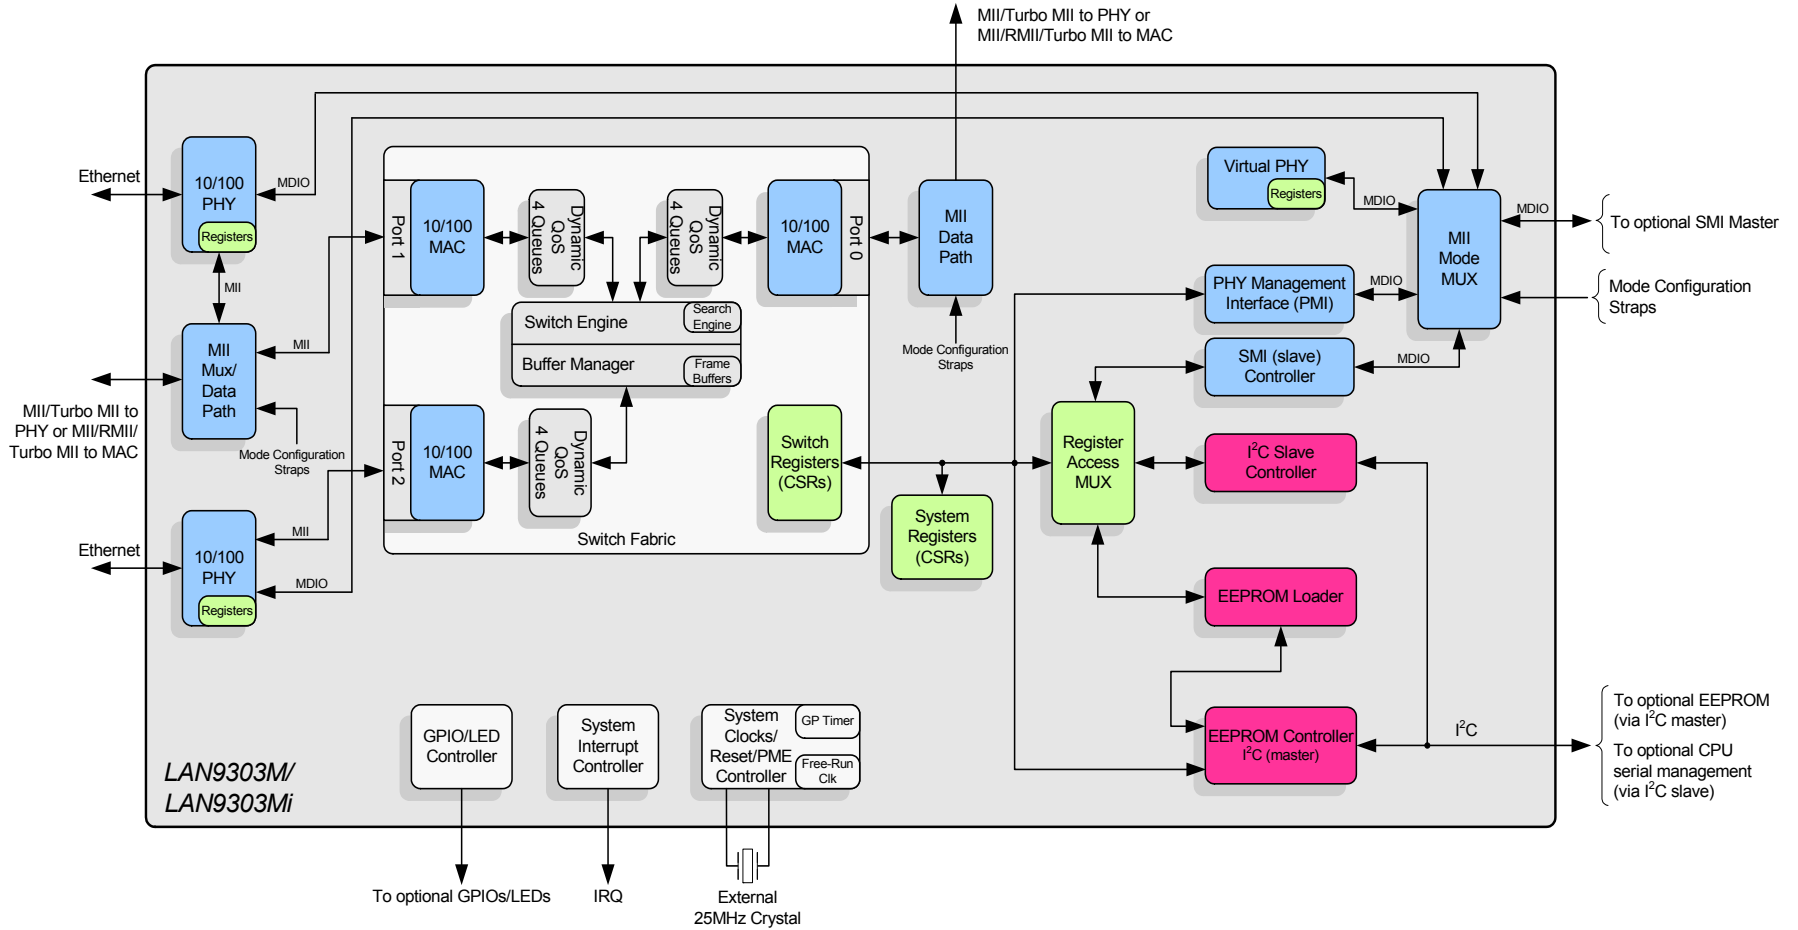 MII/Turbo MII to PHY or
MII/RMII/Turbo MII to MAC
Ethernet
10/100
PHY
Registers
MDIO
MII
MII
Mux/
Data
Path
MII
MII/Turbo MII to
PHY or MII/RMII/
Turbo MII to MAC
Mode Configuration
Straps
Ethernet
10/100
PHY
Registers
MII
MDIO
Port 1
10/100
MAC
Dynamic
QoS
4 Queues
Dynamic
QoS
4 Queues
10/100
MAC
Port 0
Switch Engine
Search
Engine
Buffer Manager
Frame
Buffers
Port 2
10/100
MAC
Dynamic
QoS
4 Queues
Switch
Registers
(CSRs)
Switch Fabric
MII
Data
Path
Mode Configuration
Straps
System
Registers
(CSRs)
Virtual PHY
Registers
MDIO
PHY Management
Interface (PMI)
MDIO
SMI (slave)
Controller
MDIO
MII
Mode
MUX
MDIO
To optional SMI Master
Mode Configuration
Straps
Register
Access
MUX
I²C Slave
Controller
EEPROM Loader
EEPROM Controller
I²C (master)
I²C
To optional EEPROM
(via I²C master)
To optional CPU
serial management
(via I²C slave)
GPIO/LED
Controller
System
Interrupt
Controller
System
Clocks/
Reset/PME
Controller
GP Timer
Free-Run
Clk
LAN9303M/
LAN9303Mi
To optional GPIOs/LEDs
IRQ
External
25MHz Crystal